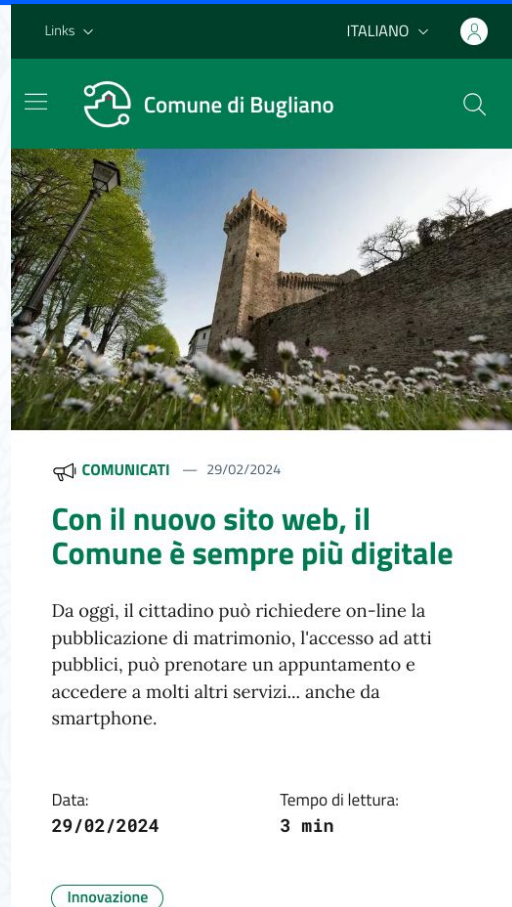 Links
ITALIANO
Comune di Bugliano
COMUNICATI — 29/02/2024
Con il nuovo sito web, il
Comune è sempre più digitale
Da oggi, il cittadino può richiedere on-line la
pubblicazione di matrimonio, l'accesso ad atti
pubblici, può prenotare un appuntamento e
accedere a molti altri servizi... anche da
smartphone.
Data:
Tempo di lettura:
29/02/2024
3 min
Innovazione